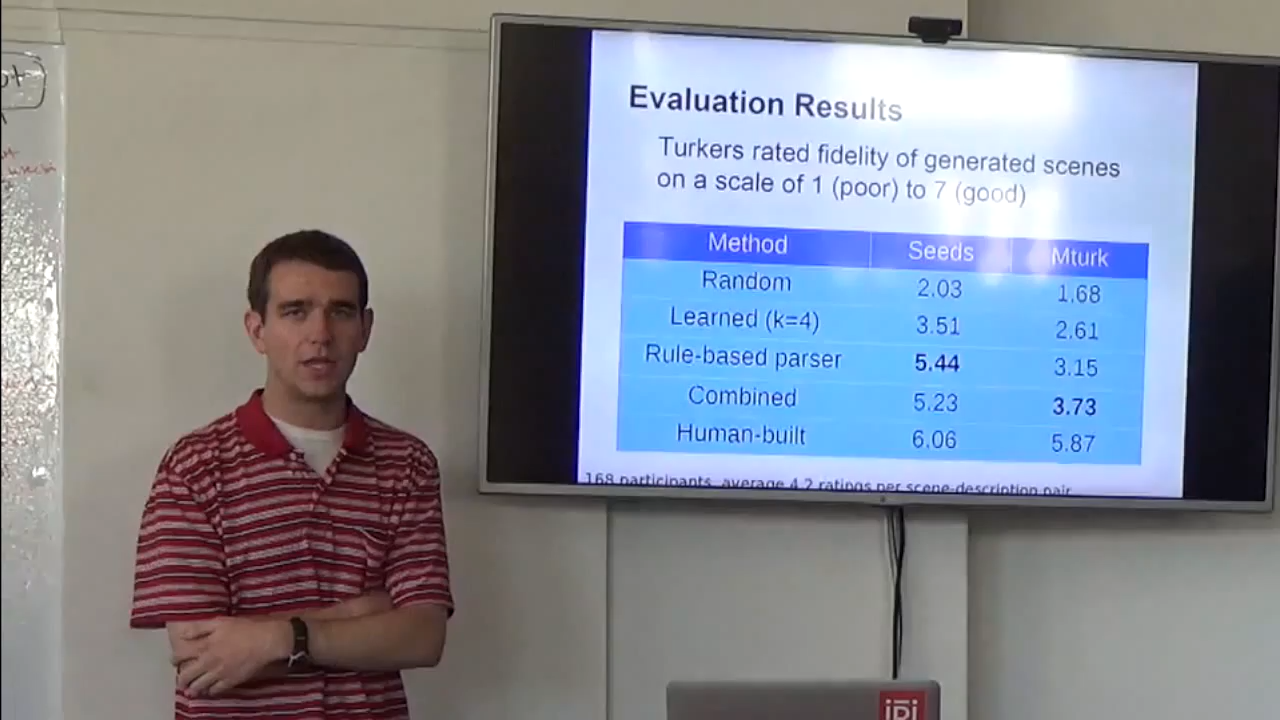 Evaluation Results
Turkers rated fidelity of generated scenes
on a scale of 1 (poor) to 7 (good)
Method Seeds Mturk
Random 2.03 1.68
Learned (k=4) 3.51 2.61
Rule-based parser 5.44 3.15
Combined 5.23 3.73
Human-built 6.06 5.87
168 participants, average 4.2 ratings per scene-description pair